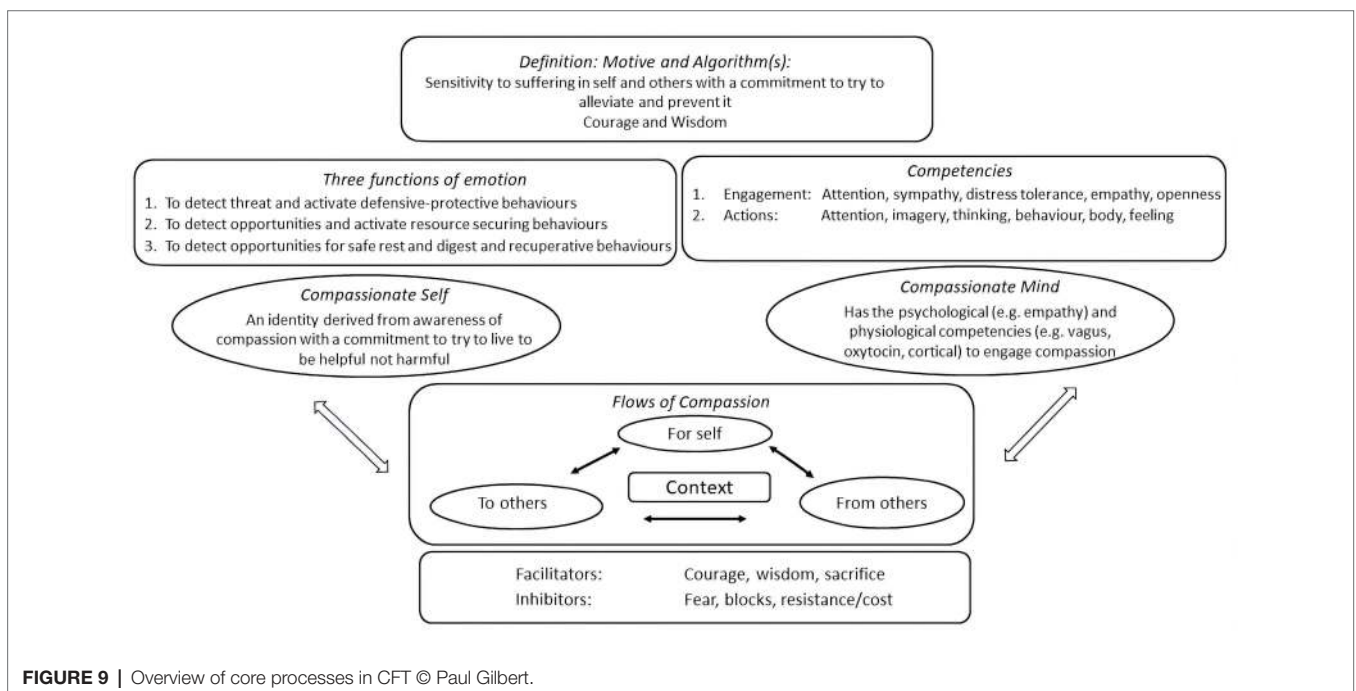 Definition: Motive and Algorithm(s):
Sensitivity to suffering in self and others with a commitment to try to
alleviate and prevent it
Courage and Wisdom
Three functions of emotion
1. To detect threat and activate defensive-protective behaviours
2. To detect opportunities and activate resource securing behaviours
3. To detect opportunities for safe rest and digest and recuperative behaviours
Competencies
1. Engagement: Attention, sympathy, distress tolerance, empathy, openness
2. Actions: Attention, imagery, thinking, behaviour, body, feeling
Compassionate Self
An identity derived from awareness of
compassion with a commitment to try to live to
be helpful not harmful
Compassionate Mind
Has the psychological (e.g. empathy) and
physiological competencies (e.g. vagus,
oxytocin, cortical) to engage compassion
Flows of Compassion
For self
Context
To others
From others
Facilitators: Courage, wisdom, sacrifice
Inhibitors: Fear, blocks, resistance/cost
FIGURE 9 | Overview of core processes in CFT © Paul Gilbert.